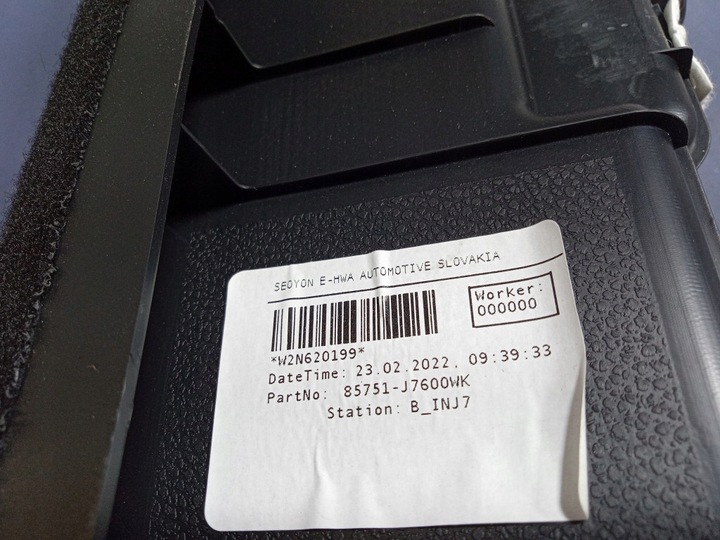 SEOYON E-HWA AUTOMOTIVE SLOVAKIA
Worker:
000000
*W2N620199*
DateTime: 23.02.2022, 09:39:33
PartNo: 85751-J7600WK
Station: B_INJ7